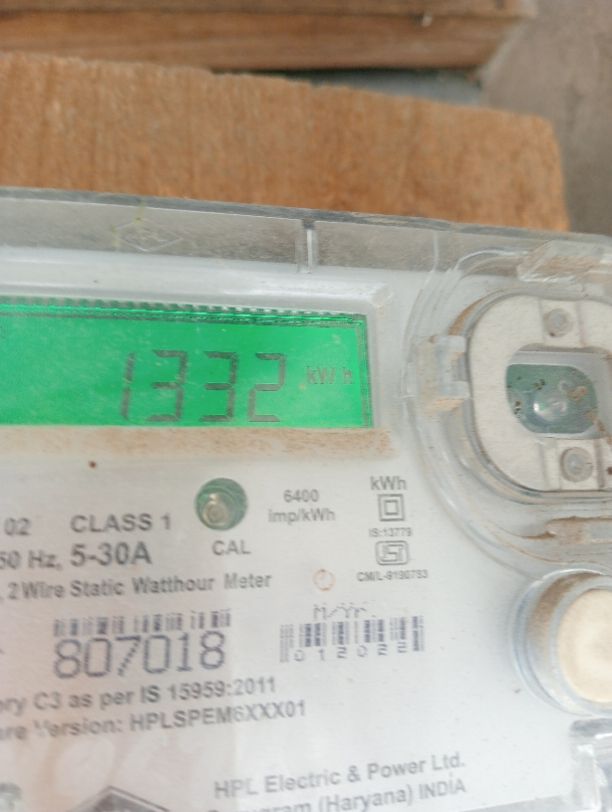 1332 kWh
6400
imp/kWh
kWh
IS:13779
CM/L-9190793
02 CLASS 1
CAL
50 Hz, 5-30A
2 Wire Static Watthour Meter
M/Yr.
807018
012022
ory C3 as per IS 15959:2011
are Version: HPLSPEM6XXX01
HPL Electric & Power Ltd.
(Haryana) INDIA